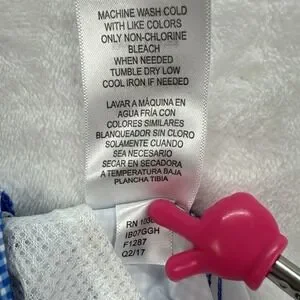 MACHINE WASH COLD
WITH LIKE COLORS
ONLY NON-CHLORINE
BLEACH
WHEN NEEDED
TUMBLE DRY LOW
COOL IRON IF NEEDED
LAVAR A MÁQUINA EN
AGUA FRÍA CON
COLORES SIMILARES
BLANQUEADOR SIN CLORO
SOLAMENTE CUANDO
SEA NECESARIO
SECAR EN SECADORA
A TEMPERATURA BAJA
PLANCHA TIBIA
RN
IB07GGH
F1287
Q2/17